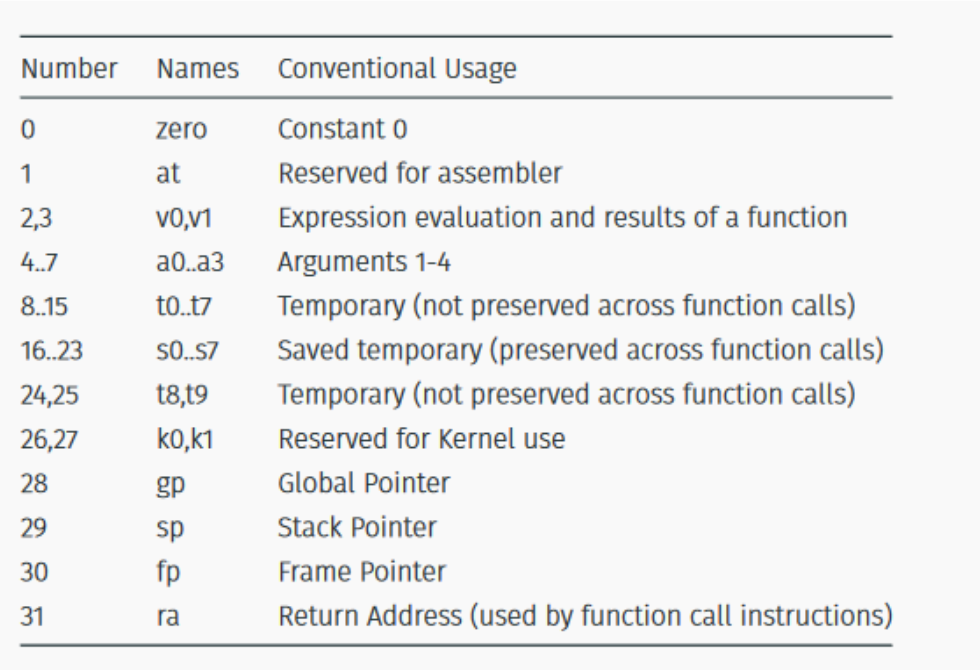 Number Names Conventional Usage
0 zero Constant 0
1 at Reserved for assembler
2,3 v0,v1 Expression evaluation and results of a function
4..7 a0..a3 Arguments 1-4
8..15 t0..t7 Temporary (not preserved across function calls)
16..23 s0..s7 Saved temporary (preserved across function calls)
24,25 t8,t9 Temporary (not preserved across function calls)
26,27 k0,k1 Reserved for Kernel use
28 gp Global Pointer
29 sp Stack Pointer
30 fp Frame Pointer
31 ra Return Address (used by function call instructions)